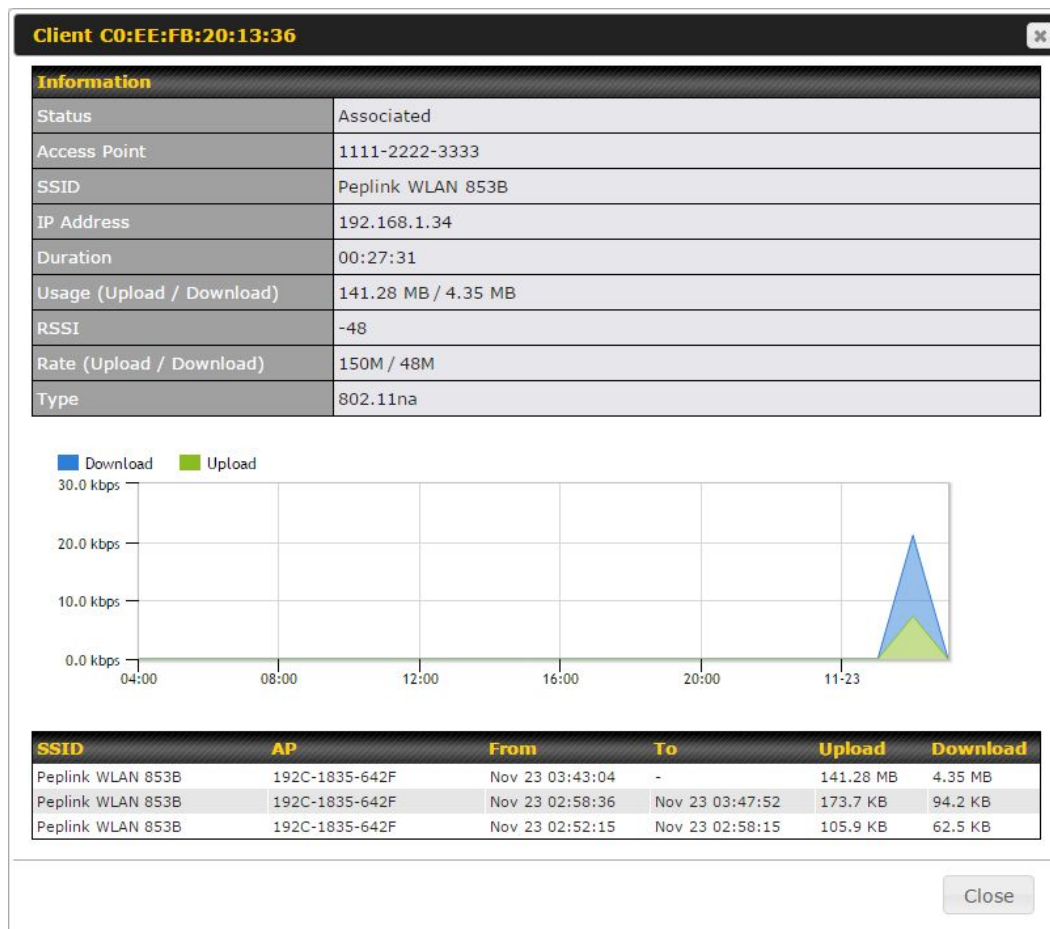 Client C0:EE:FB:20:13:36
Information
Status Associated
Access Point 1111-2222-3333
SSID Peplink WLAN 853B
IP Address 192.168.1.34
Duration 00:27:31
Usage (Upload / Download) 141.28 MB / 4.35 MB
RSSI -48
Rate (Upload / Download) 150M / 48M
Type 802.11na
Download Upload
30.0 kbps
20.0 kbps
10.0 kbps
0.0 kbps
04:00 08:00 12:00 16:00 20:00 11-23
SSID AP From To Upload Download
Peplink WLAN 853B 192C-1835-642F Nov 23 03:43:04 - 141.28 MB 4.35 MB
Peplink WLAN 853B 192C-1835-642F Nov 23 02:58:36 Nov 23 03:47:52 173.7 KB 94.2 KB
Peplink WLAN 853B 192C-1835-642F Nov 23 02:52:15 Nov 23 02:58:15 105.9 KB 62.5 KB
Close